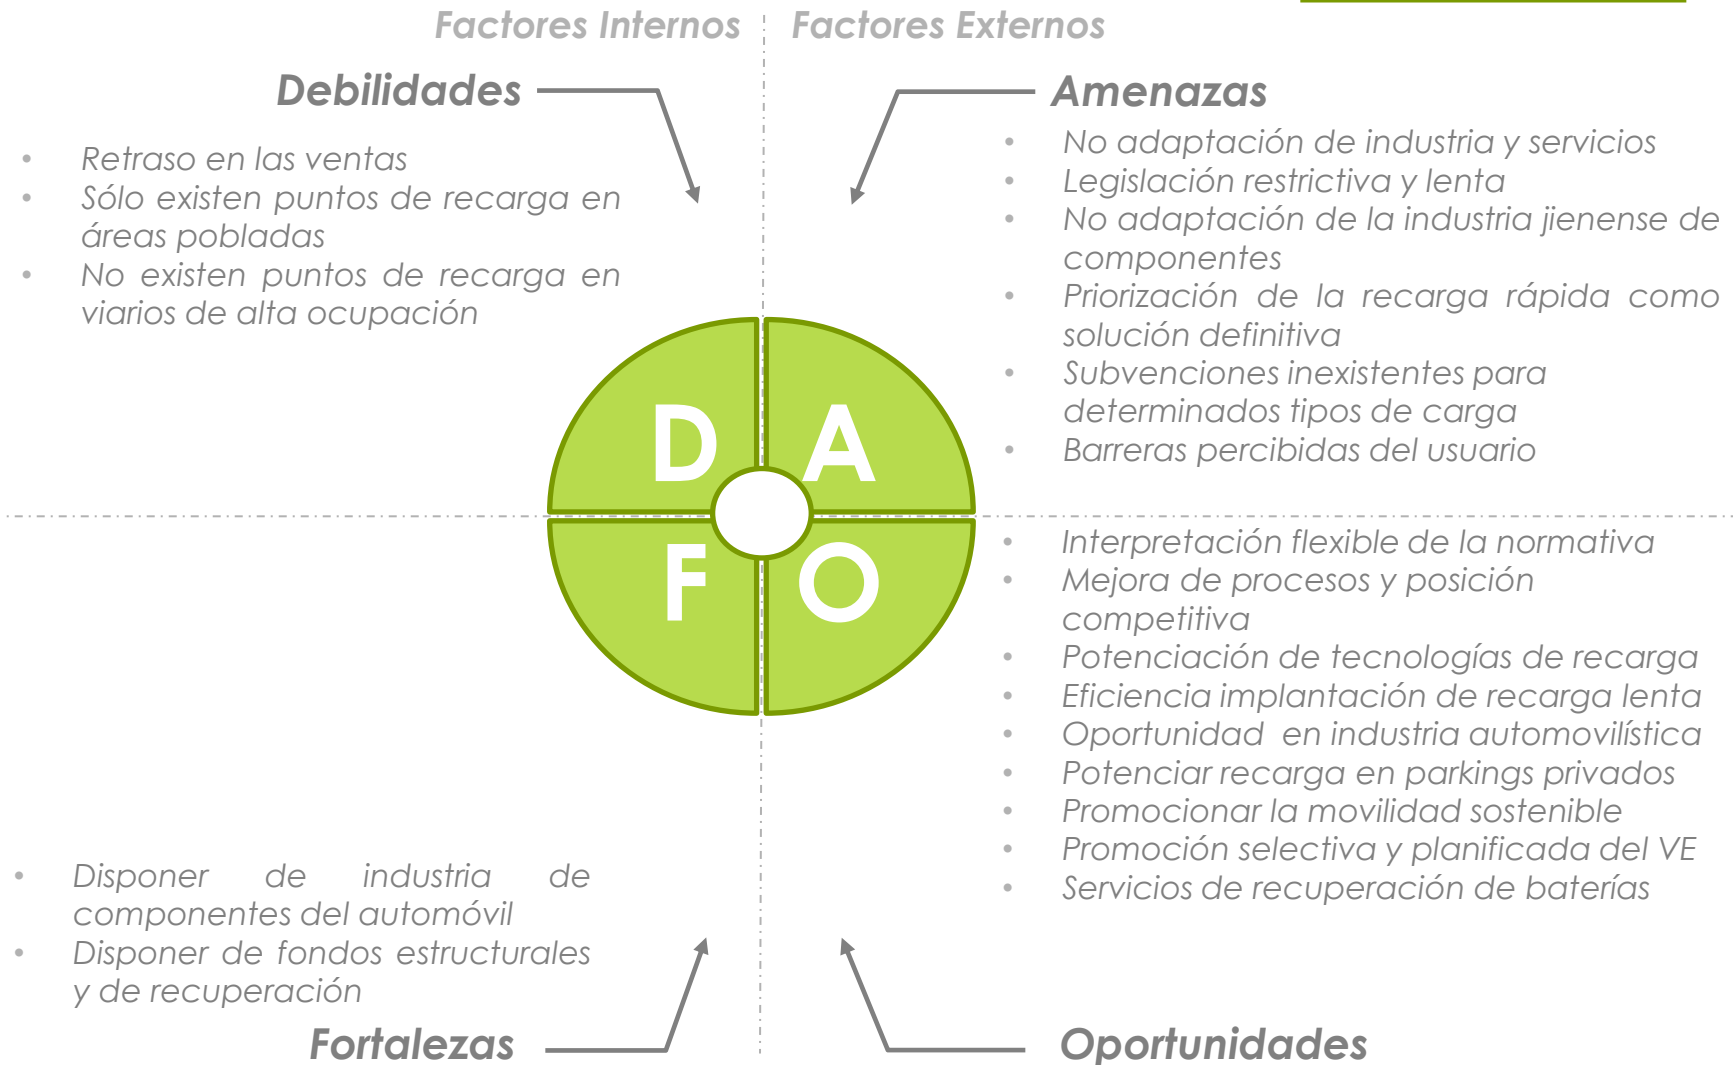 Factores Internos
Factores Externos
Debilidades
• Retraso en las ventas
• Sólo existen puntos de recarga en
áreas pobladas
• No existen puntos de recarga en
viarios de alta ocupación
Amenazas
• No adaptación de industria y servicios
• Legislación restrictiva y lenta
• No adaptación de la industria jienense de
componentes
• Priorización de la recarga rápida como
solución definitiva
• Subvenciones inexistentes para
determinados tipos de carga
• Barreras percibidas del usuario
D A
F O
• Interpretación flexible de la normativa
• Mejora de procesos y posición
competitiva
• Potenciación de tecnologías de recarga
• Eficiencia implantación de recarga lenta
• Oportunidad en industria automovilística
• Potenciar recarga en parkings privados
• Promocionar la movilidad sostenible
• Promoción selectiva y planificada del VE
• Servicios de recuperación de baterías
Oportunidades
• Disponer de industria de
componentes del automóvil
• Disponer de fondos estructurales
y de recuperación
Fortalezas